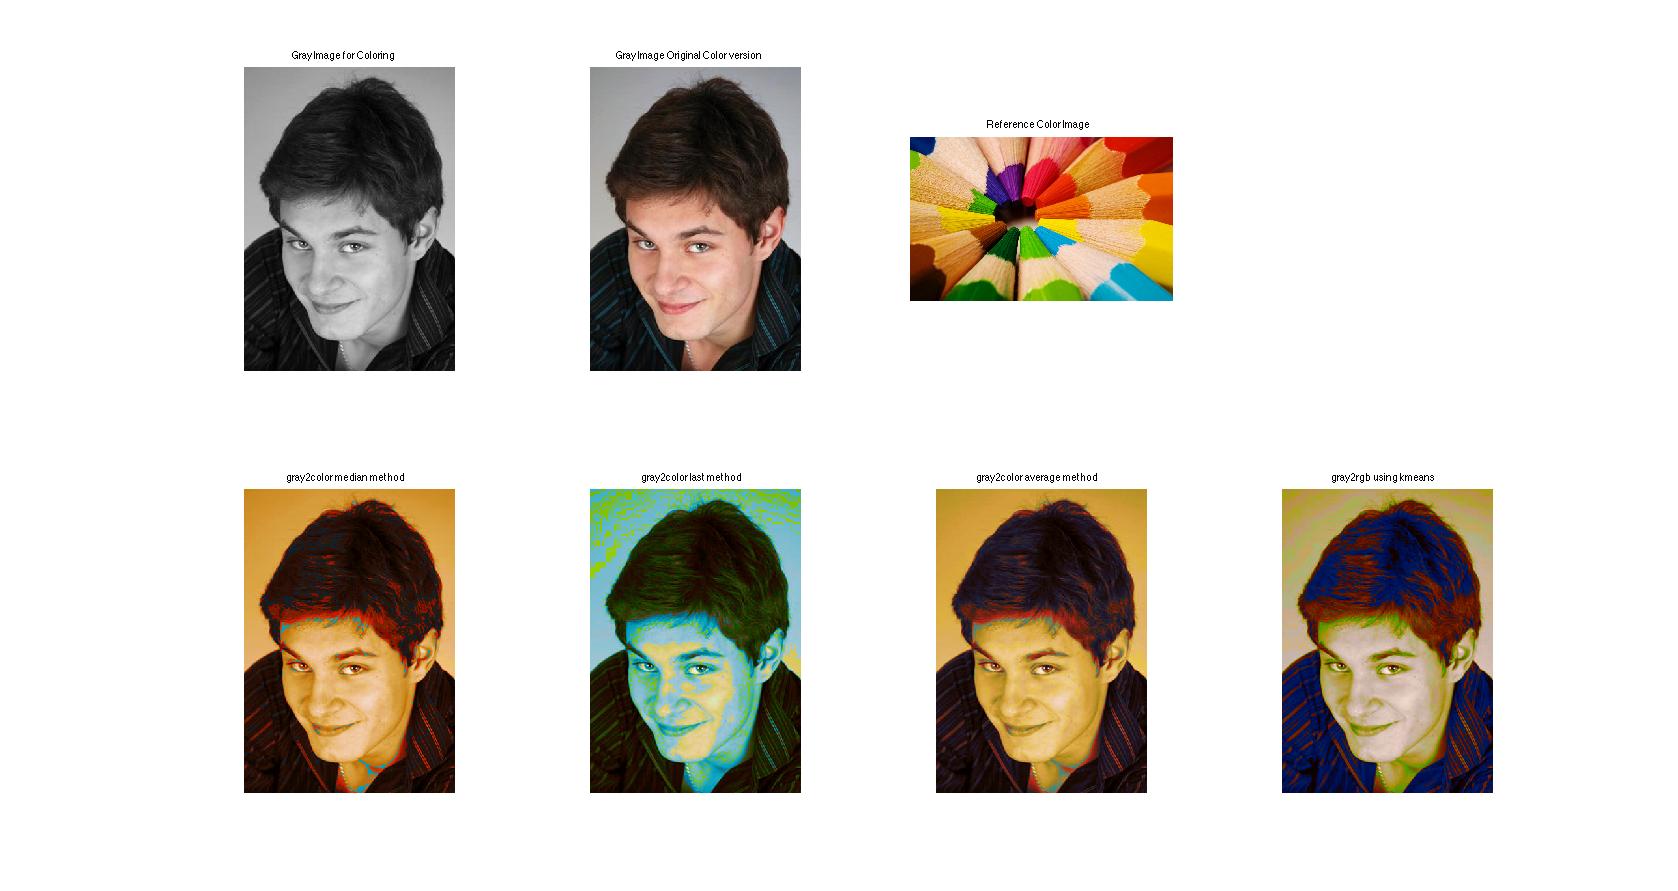 Gray Image for Coloring
Gray Image Original Color version
Reference Color Image
gray2color median method
gray2color last method
gray2color average method
gray2rgb using kmeans